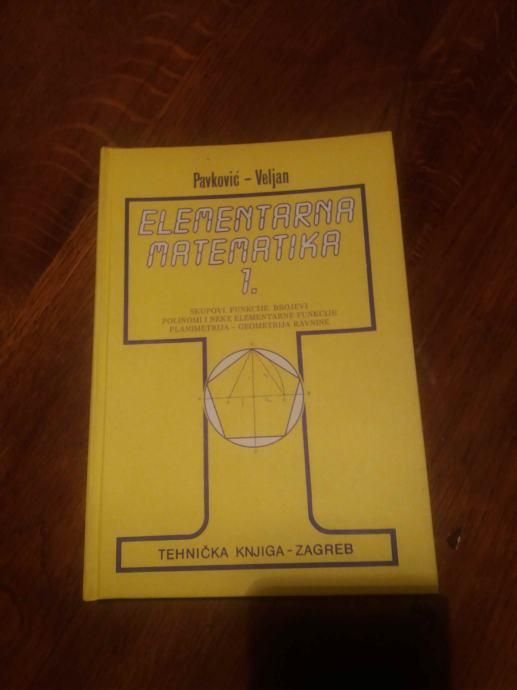 Pavković - Veljan
ELEMENTARNA
MATEMATIKA
1.
SKUPOVI, FUNKCIJE, BROJEVI
POLINOMI I NEKE ELEMENTARNE FUNKCIJE
PLANIMETRIJA - GEOMETRIJA RAVNINE
TEHNIČKA KNJIGA - ZAGREB